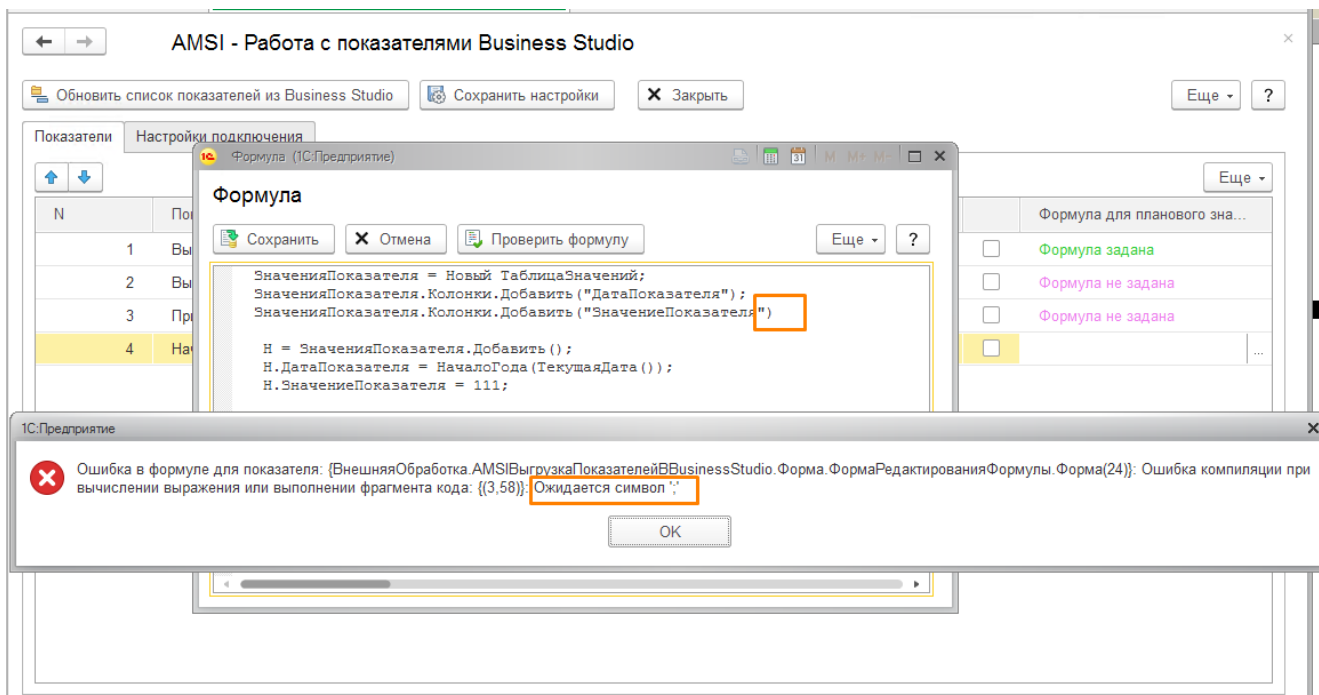 AMSI - Работа с показателями Business Studio
Обновить список показателей из Business Studio Сохранить настройки Закрыть Еще ?
Показатели Настройки подключения
Формула (1С:Предприятие) M M+ M-
Еще
Формула
N Формула для планового зна...
Сохранить Отмена Проверить формулу Еще ?
1 Формула задана
2 Формула не задана
3 Формула не задана
4 ...
ЗначенияПоказателя = Новый ТаблицаЗначений;
ЗначенияПоказателя.Колонки.Добавить("ДатаПоказателя");
ЗначенияПоказателя.Колонки.Добавить("ЗначениеПоказателя")
Н = ЗначенияПоказателя.Добавить();
Н.ДатаПоказателя = НачалоГода(ТекущаяДата());
Н.ЗначениеПоказателя = 111;
1С:Предприятие
Ошибка в формуле для показателя: {ВнешняяОбработка.AMSIВыгрузкаПоказателейВBusinessStudio.Форма.ФормаРедактированияФормулы.Форма(24)}: Ошибка компиляции при
вычислении выражения или выполнении фрагмента кода: {(3,58)}: Ожидается символ ';'
OK